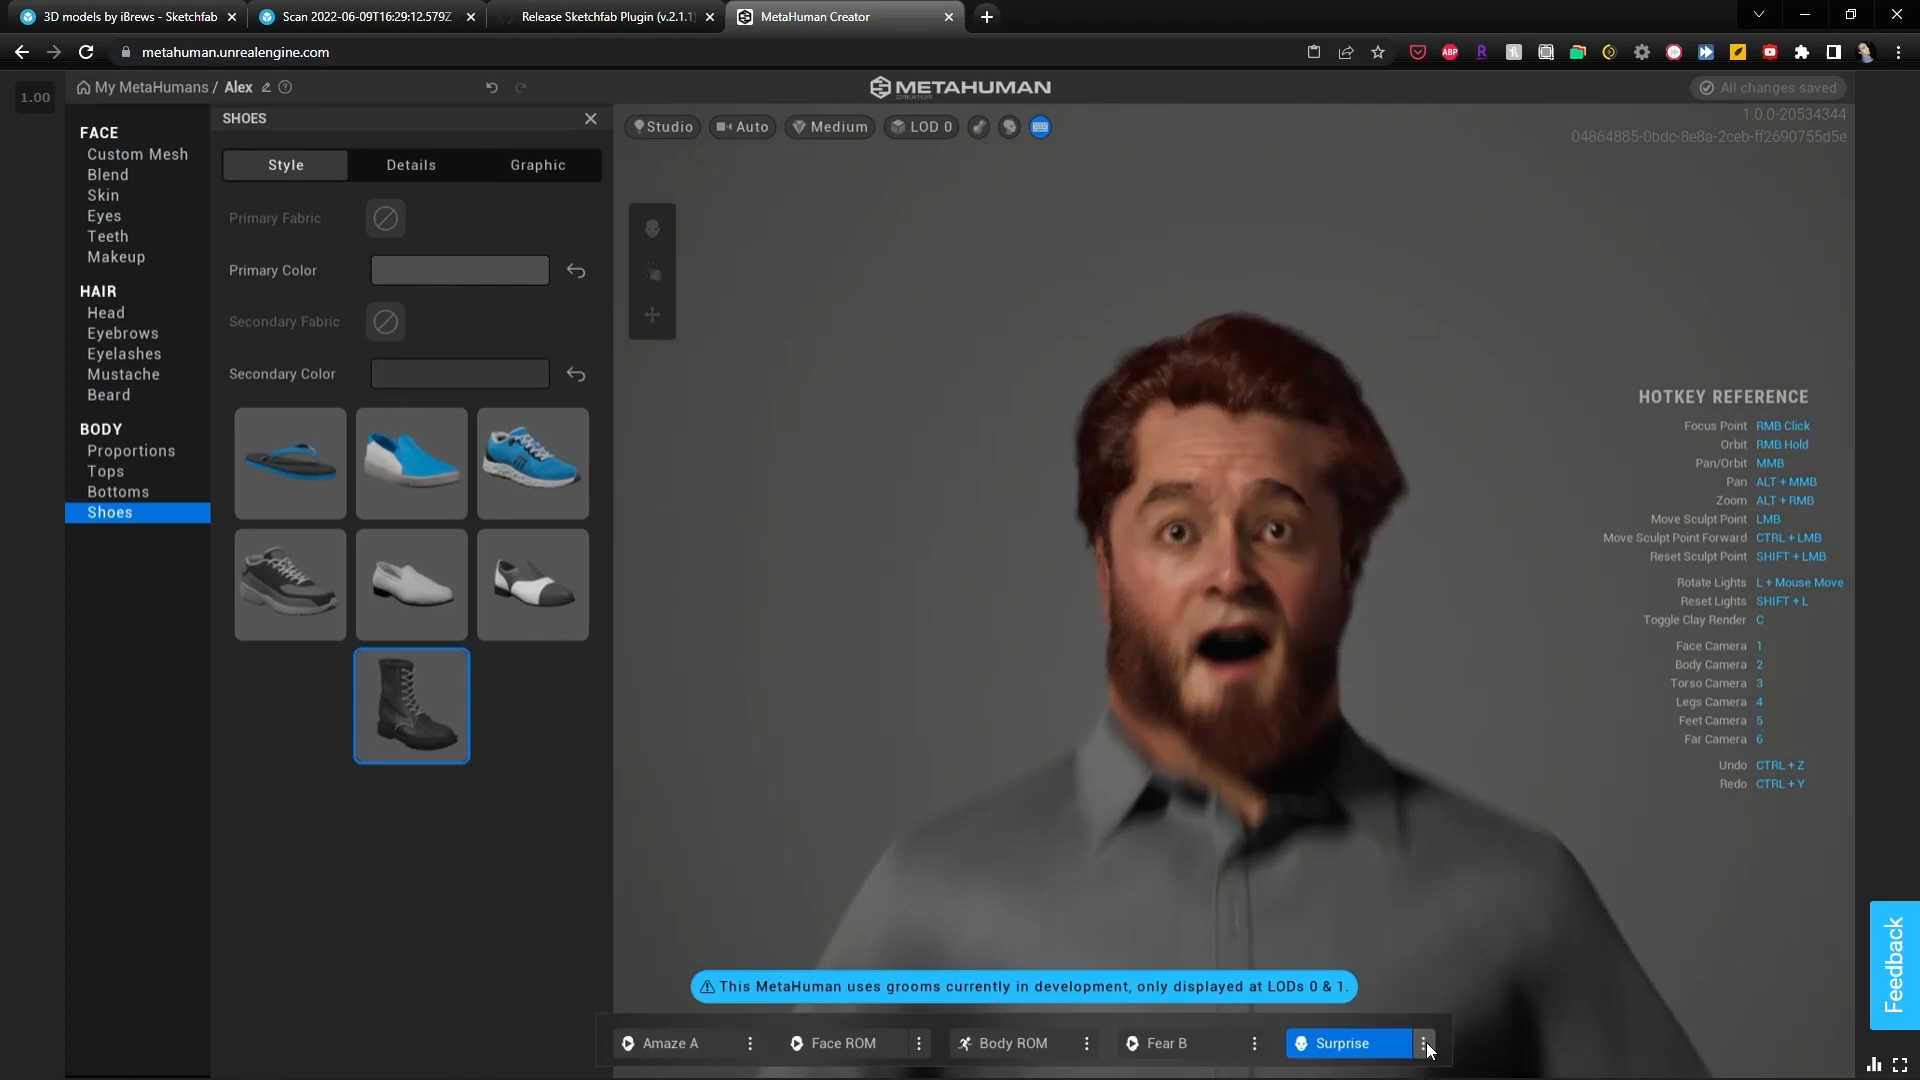 3D models by iBrews - Sketchfab
Scan 2022-06-09T16:29:12.579Z
Release Sketchfab Plugin (v.2.1.1)
MetaHuman Creator
metahuman.unrealengine.com
ABP
R
1.00
My MetaHumans / Alex
METAHUMAN
CREATOR
All changes saved
1.0.0-20534344
04864885-0bdc-8e8a-2ceb-ff2690755d5e
FACE
Custom Mesh
Blend
Skin
Eyes
Teeth
Makeup
HAIR
Head
Eyebrows
Eyelashes
Mustache
Beard
BODY
Proportions
Tops
Bottoms
Shoes
SHOES
Style
Details
Graphic
Primary Fabric
Primary Color
Secondary Fabric
Secondary Color
Studio
Auto
Medium
LOD 0
HOTKEY REFERENCE
Focus Point RMB Click
Orbit RMB Hold
Pan/Orbit MMB
Pan ALT + MMB
Zoom ALT + RMB
Move Sculpt Point LMB
Move Sculpt Point Forward CTRL + LMB
Reset Sculpt Point SHIFT + LMB
Rotate Lights L + Mouse Move
Reset Lights SHIFT + L
Toggle Clay Render C
Face Camera 1
Body Camera 2
Torso Camera 3
Legs Camera 4
Feet Camera 5
Far Camera 6
Undo CTRL + Z
Redo CTRL + Y
Feedback
This MetaHuman uses grooms currently in development, only displayed at LODs 0 & 1.
Amaze A
Face ROM
Body ROM
Fear B
Surprise